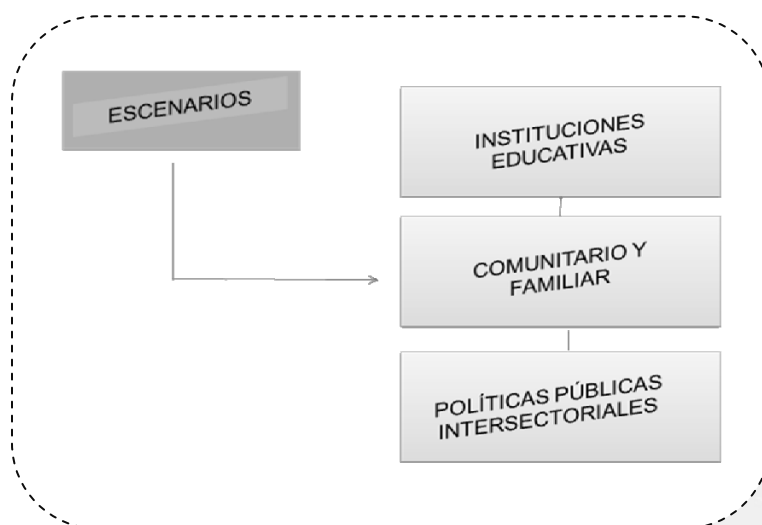 ESCENARIOS
INSTITUCIONES
EDUCATIVAS
COMUNITARIO Y
FAMILIAR
POLÍTICAS PÚBLICAS
INTERSECTORIALES